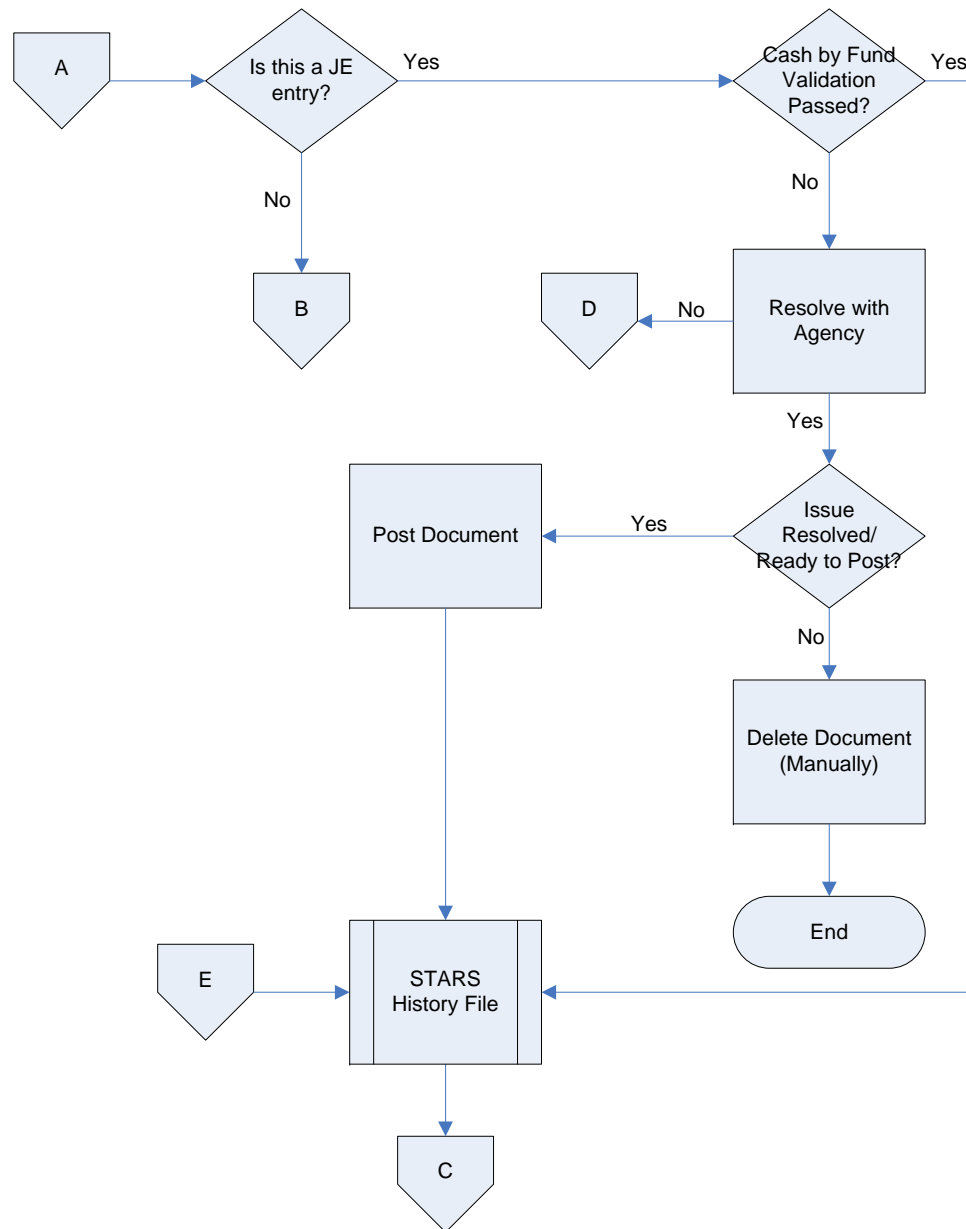 A
Is this a JE
entry?
Yes
Cash by Fund
Validation
Passed?
Yes
No
No
B
D
No
Resolve with
Agency
Yes
Post Document
Yes
Issue
Resolved/
Ready to Post?
No
Delete Document
(Manually)
End
E
STARS
History File
C